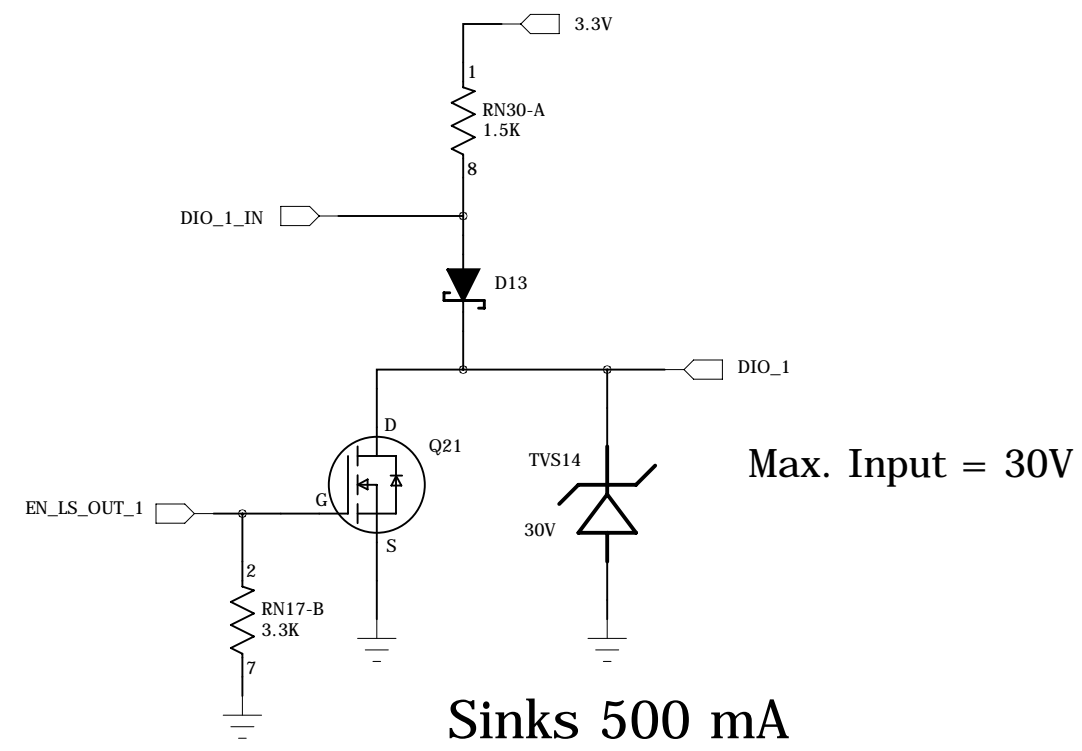 3.3V
1
RN30-A
1.5K
8
DIO_1_IN
D13
DIO_1
D
Q21
TVS14
Max. Input = 30V
G
EN_LS_OUT_1
30V
S
2
RN17-B
3.3K
7
Sinks 500 mA